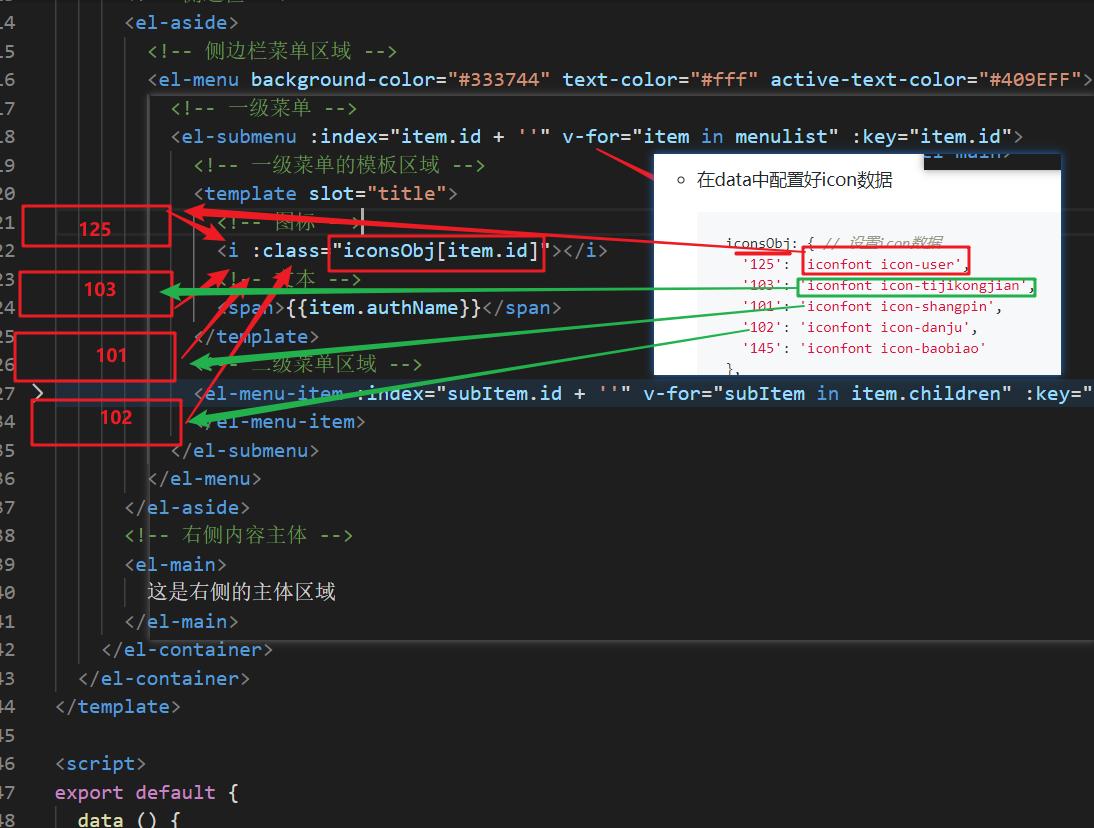 14 <el-aside>
15 <!-- 侧边栏菜单区域 -->
16 <el-menu background-color="#333744" text-color="#fff" active-text-color="#409EFF">
17 <!-- 一级菜单 -->
18 <el-submenu :index="item.id + ''" v-for="item in menulist" :key="item.id">
19 <!-- 一级菜单的模板区域 -->
20 <template slot="title">
21 <!-- 图标
22 <i :class="iconsObj[item.id]"></i>
23 <!-- 文本 -->
24 <span>{{item.authName}}</span>
25 </template>
26 二级菜单区域 -->
27 <el-menu-item :index="subItem.id + ''" v-for="subItem in item.children" :key="
34 </el-menu-item>
35 </el-submenu>
36 </el-menu>
37 </el-aside>
38 <!-- 右侧内容主体 -->
39 <el-main>
40 这是右侧的主体区域
41 </el-main>
42 </el-container>
43 </el-container>
44 </template>
45
46 <script>
47 export default {
48 data () {
125
103
101
102
在data中配置好icon数据
iconsObj: { // 设置icon数据
'125': 'iconfont icon-user',
'103': 'iconfont icon-tijikongjian',
'101': 'iconfont icon-shangpin',
'102': 'iconfont icon-danju',
'145': 'iconfont icon-baobiao'
},